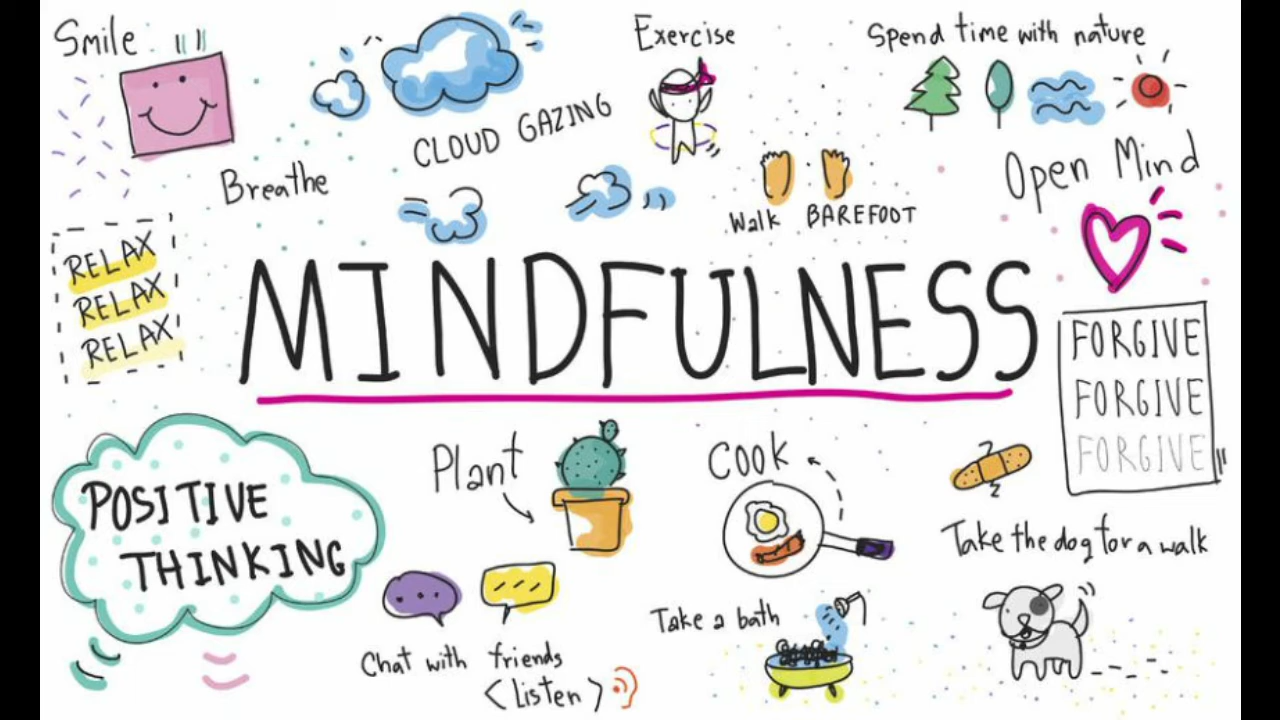 Smile
Exercise
Spend time with nature
CLOUD GAZING
Breathe
Walk BAREFOOT
Open Mind
RELAX
RELAX
RELAX
MINDFULNESS
FORGIVE
FORGIVE
FORGIVE
POSITIVE
THINKING
Plant
Cook
Take the dog for a walk
Chat with friends
<Listen>
Take a bath